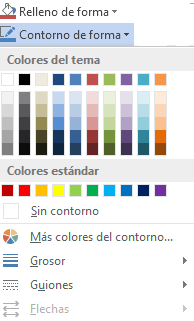 Relleno de forma
Contorno de forma
Colores del tema
Colores estándar
Sin contorno
Más colores del contorno...
Grosor
Guiones
Flechas